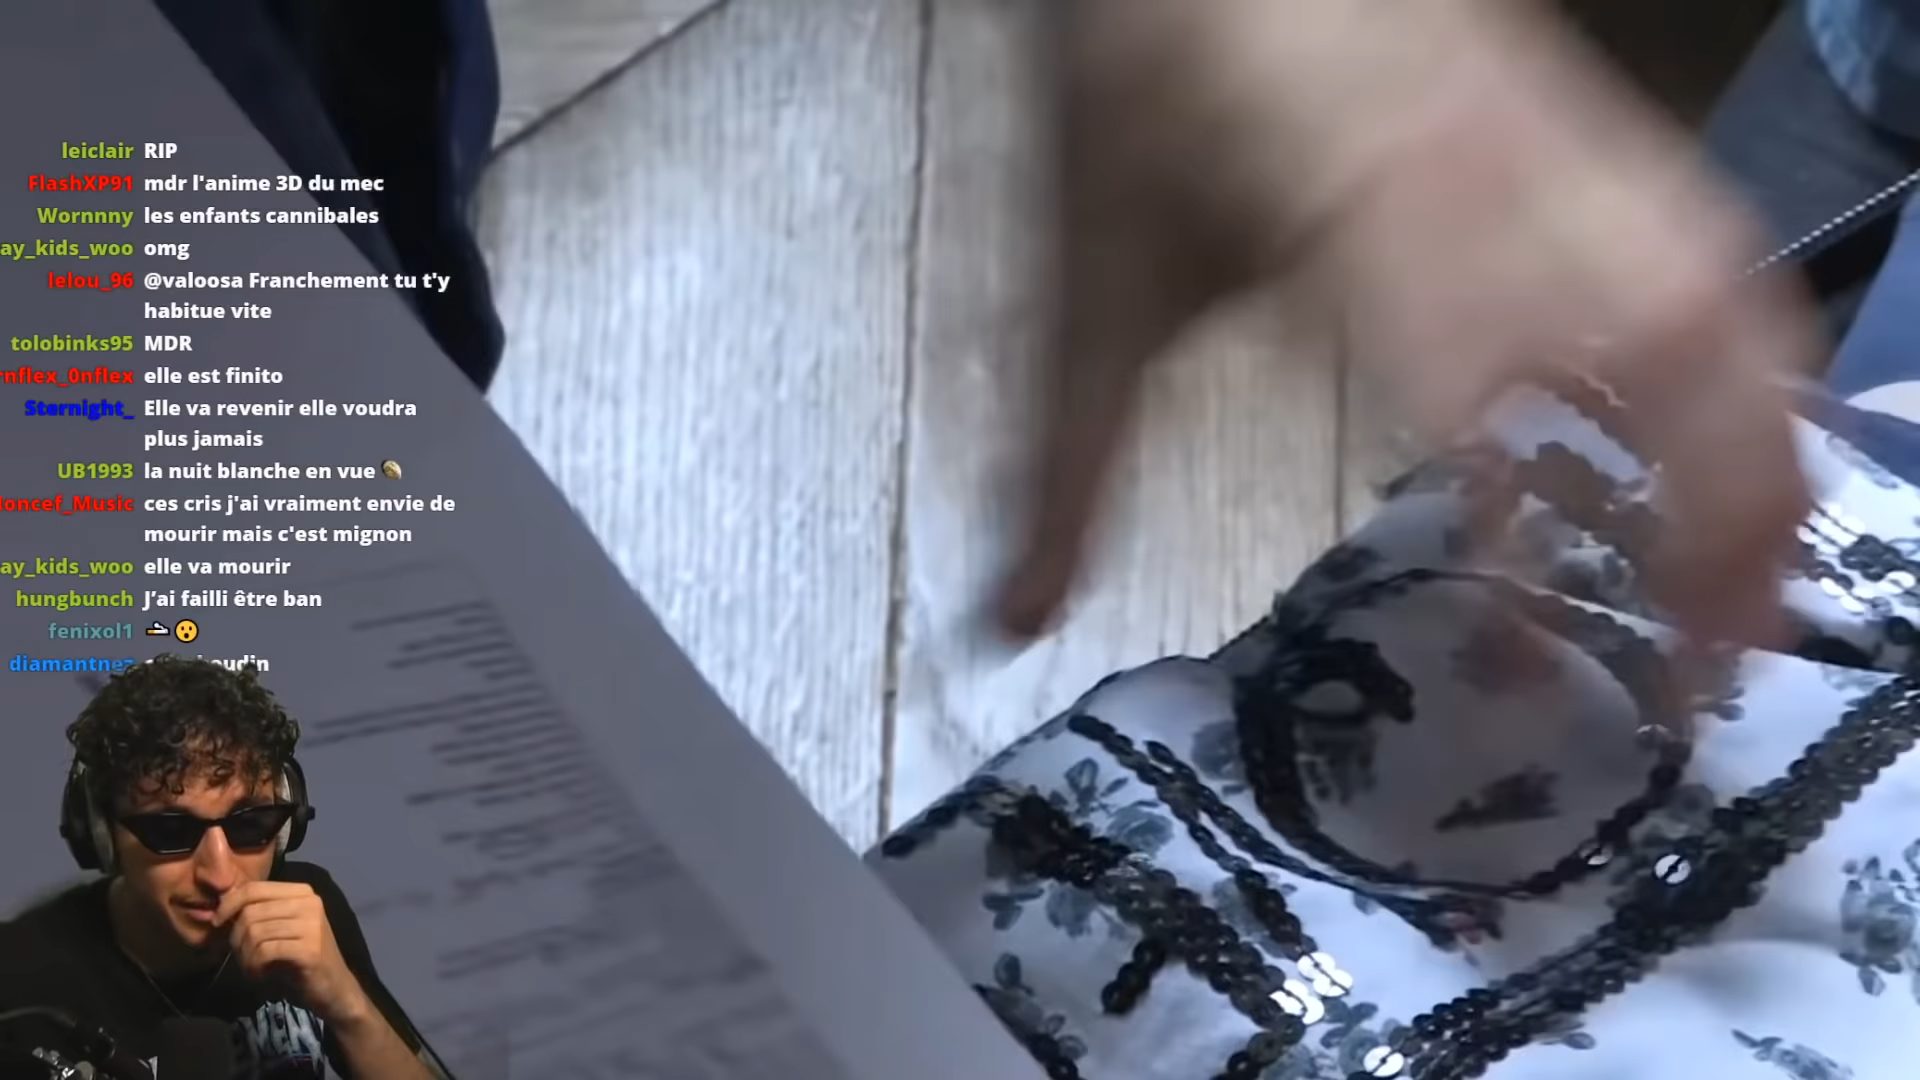 leiclair RIP
FlashXP91 mdr l'anime 3D du mec
Wornnny les enfants cannibales
ay_kids_woo omg
lelou_96 @valoosa Franchement tu t'y
habitue vite
tolobinks95 MDR
rnflex_0nflex elle est finito
Sternight_ Elle va revenir elle voudra
plus jamais
UB1993 la nuit blanche en vue
oncef_Music ces cris j'ai vraiment envie de
mourir mais c'est mignon
ay_kids_woo elle va mourir
hungbunch J'ai failli être ban
fenixol1
diamantnez